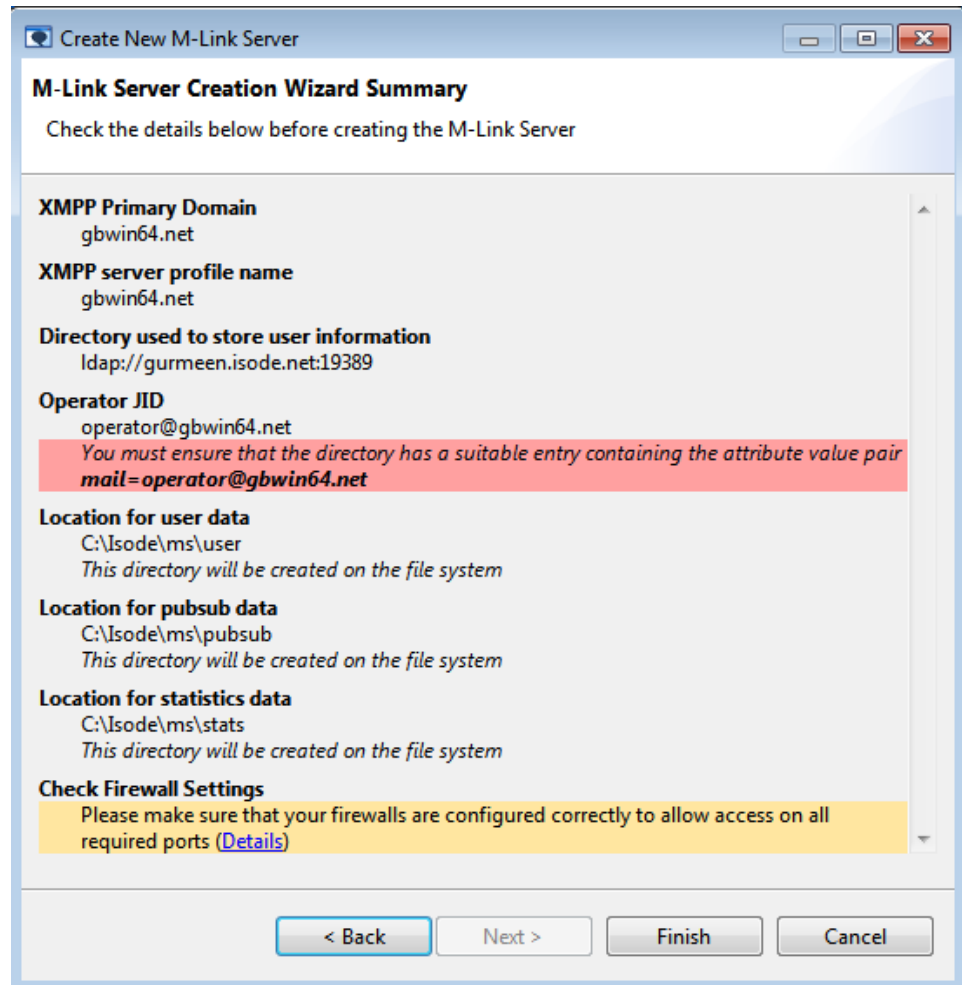 Create New M-Link Server
M-Link Server Creation Wizard Summary
Check the details below before creating the M-Link Server
XMPP Primary Domain
gbwin64.net
XMPP server profile name
gbwin64.net
Directory used to store user information
ldap://gurmeen.isode.net:19389
Operator JID
operator@gbwin64.net
You must ensure that the directory has a suitable entry containing the attribute value pair
mail=operator@gbwin64.net
Location for user data
C:\Isode\ms\user
This directory will be created on the file system
Location for pubsub data
C:\Isode\ms\pubsub
This directory will be created on the file system
Location for statistics data
C:\Isode\ms\stats
This directory will be created on the file system
Check Firewall Settings
Please make sure that your firewalls are configured correctly to allow access on all
required ports (Details)
< Back Next > Finish Cancel